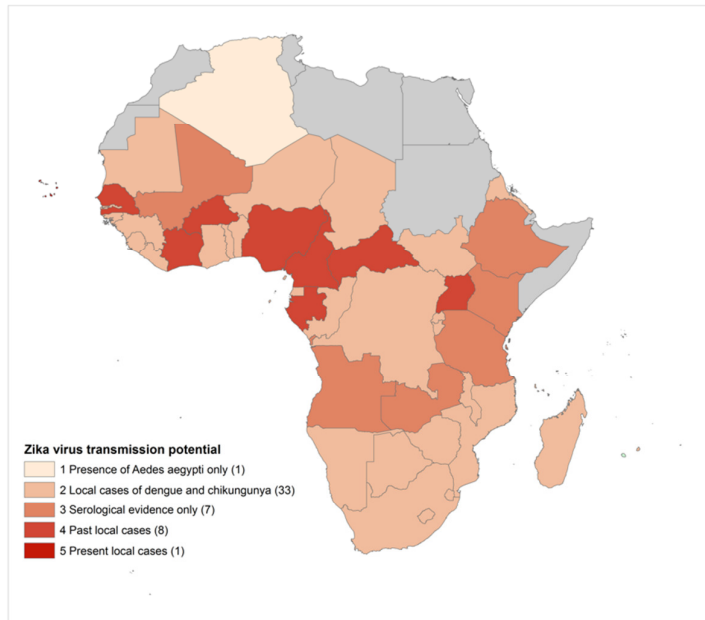 Zika virus transmission potential
1 Presence of Aedes aegypti only (1)
2 Local cases of dengue and chikungunya (33)
3 Serological evidence only (7)
4 Past local cases (8)
5 Present local cases (1)